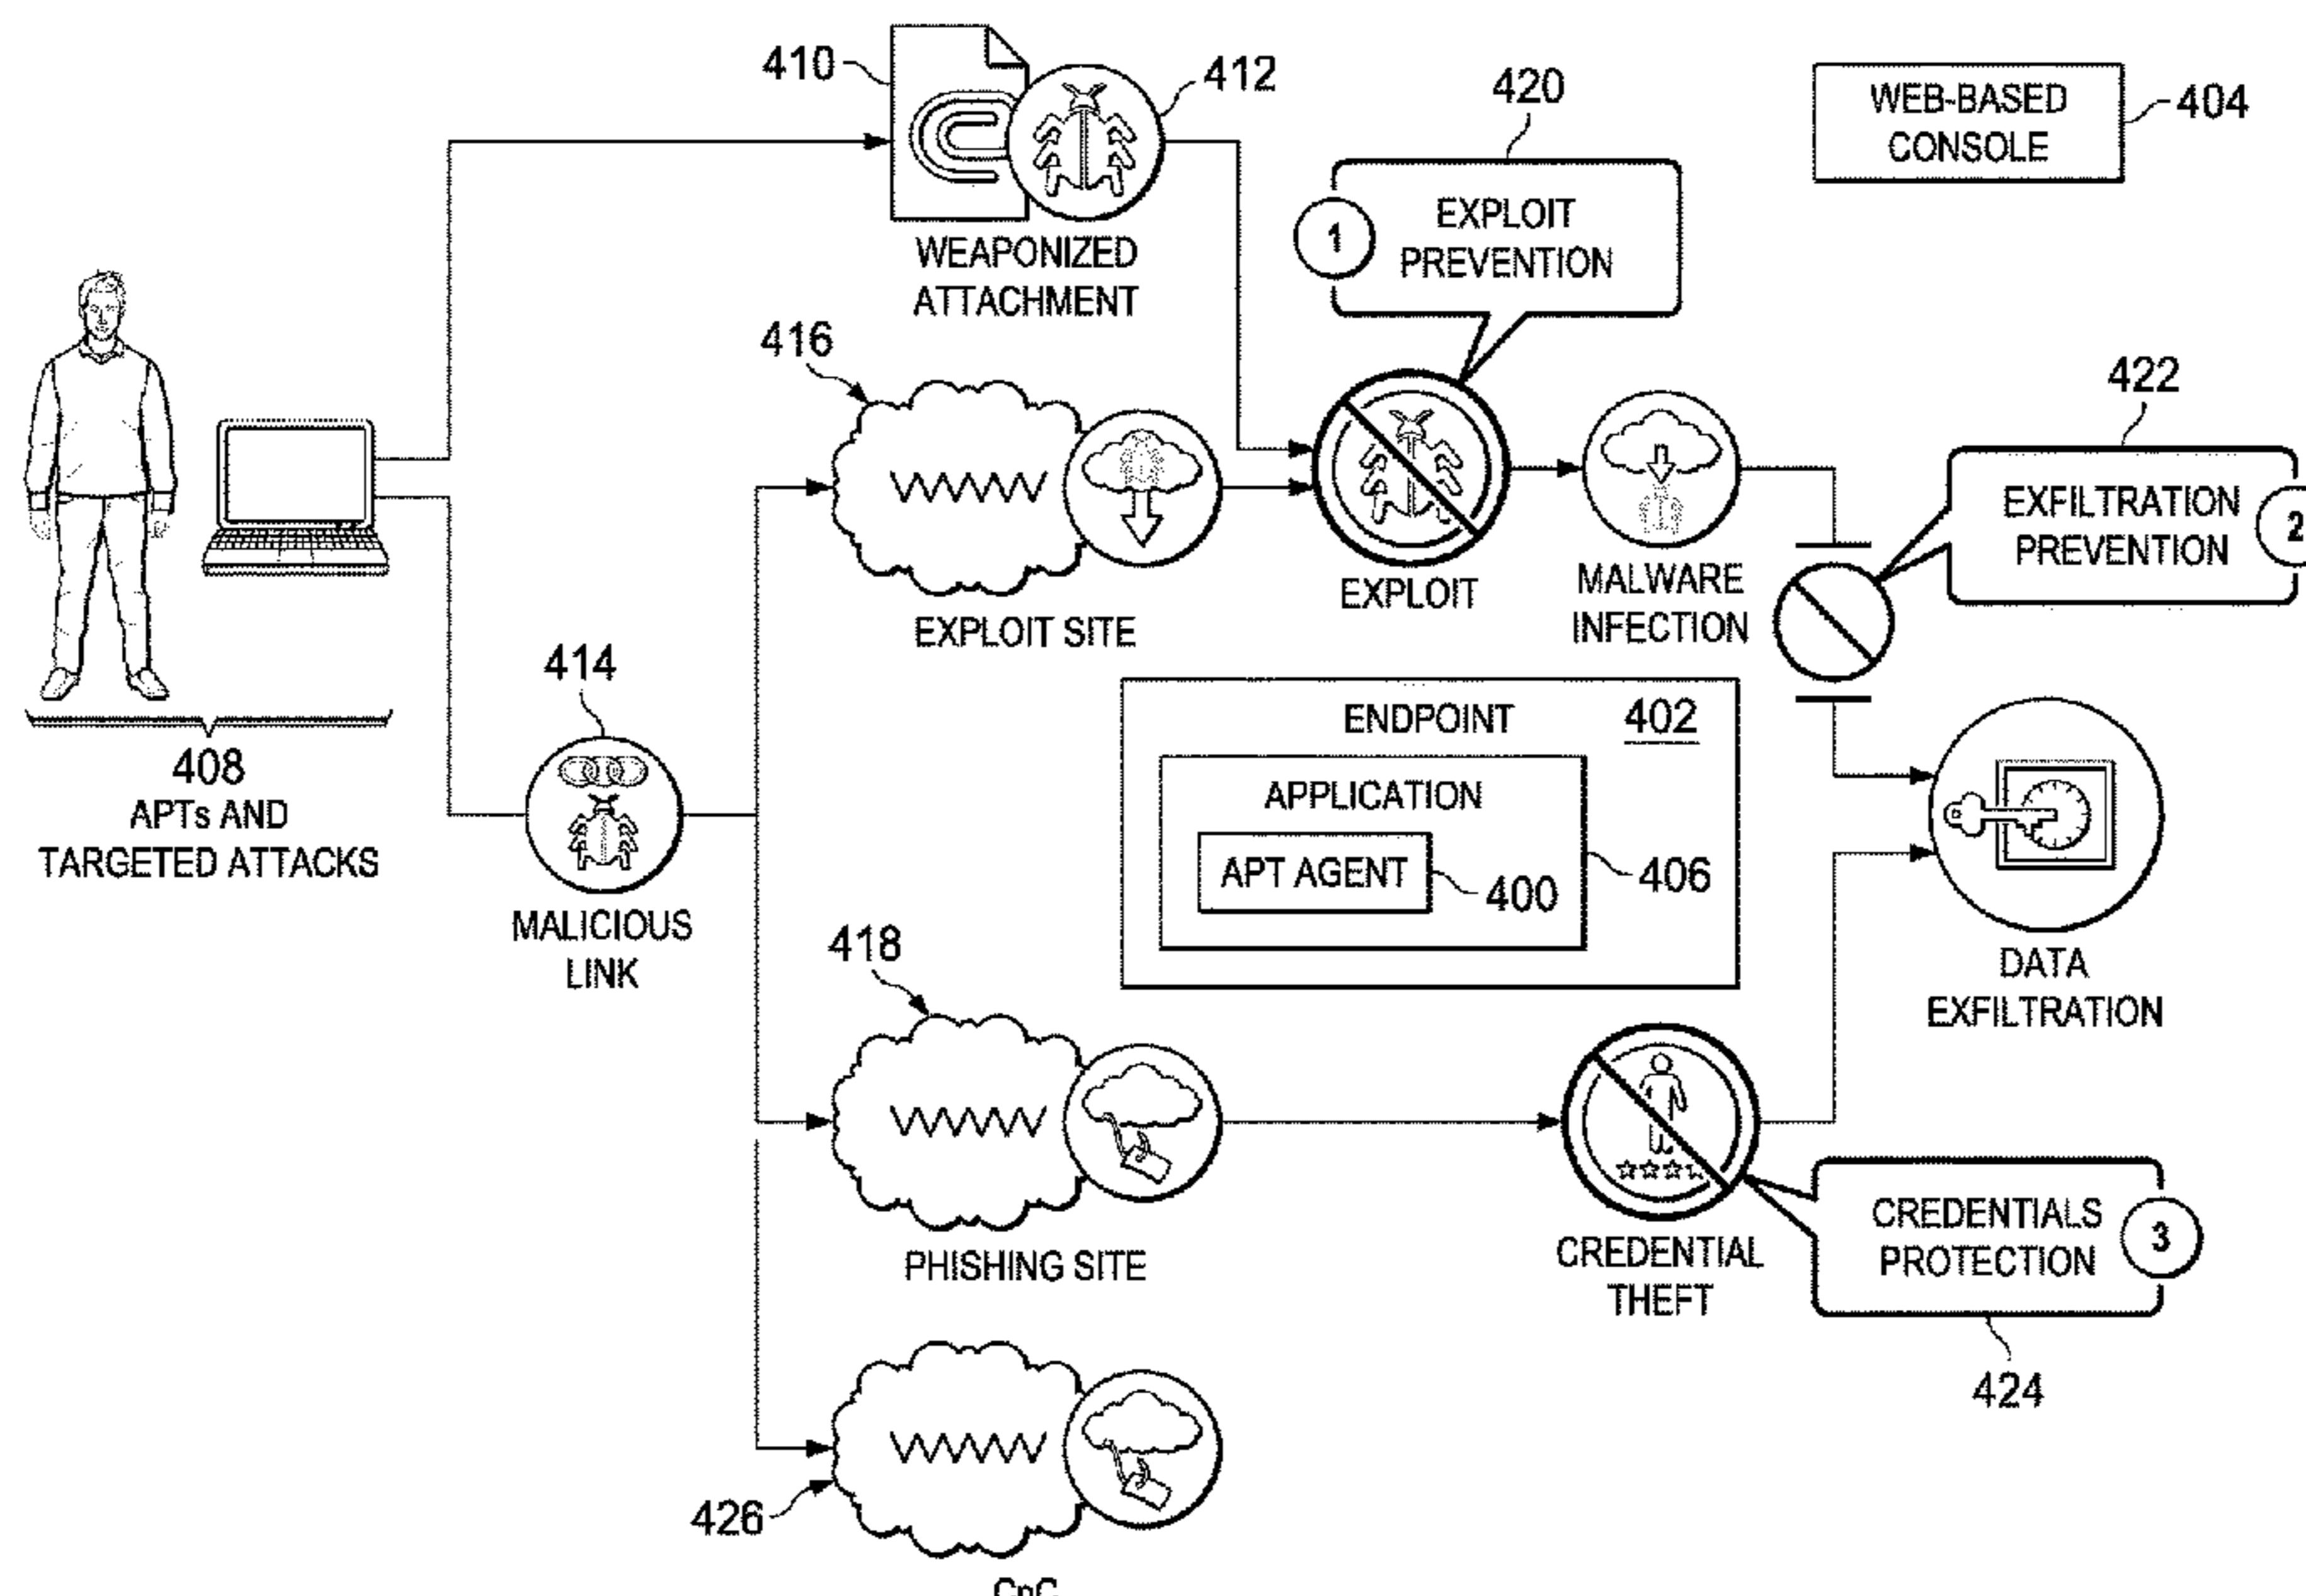 410
412
420
WEB-BASED
CONSOLE
404
1
EXPLOIT
PREVENTION
WEAPONIZED
ATTACHMENT
416
422
EXFILTRATION
PREVENTION
2
EXPLOIT
MALWARE
INFECTION
EXPLOIT SITE
414
ENDPOINT
402
408
APTs AND
TARGETED ATTACKS
APPLICATION
APT AGENT
400
406
MALICIOUS
LINK
418
DATA
EXFILTRATION
PHISHING SITE
CREDENTIAL
THEFT
CREDENTIALS
PROTECTION
3
424
426
CnC